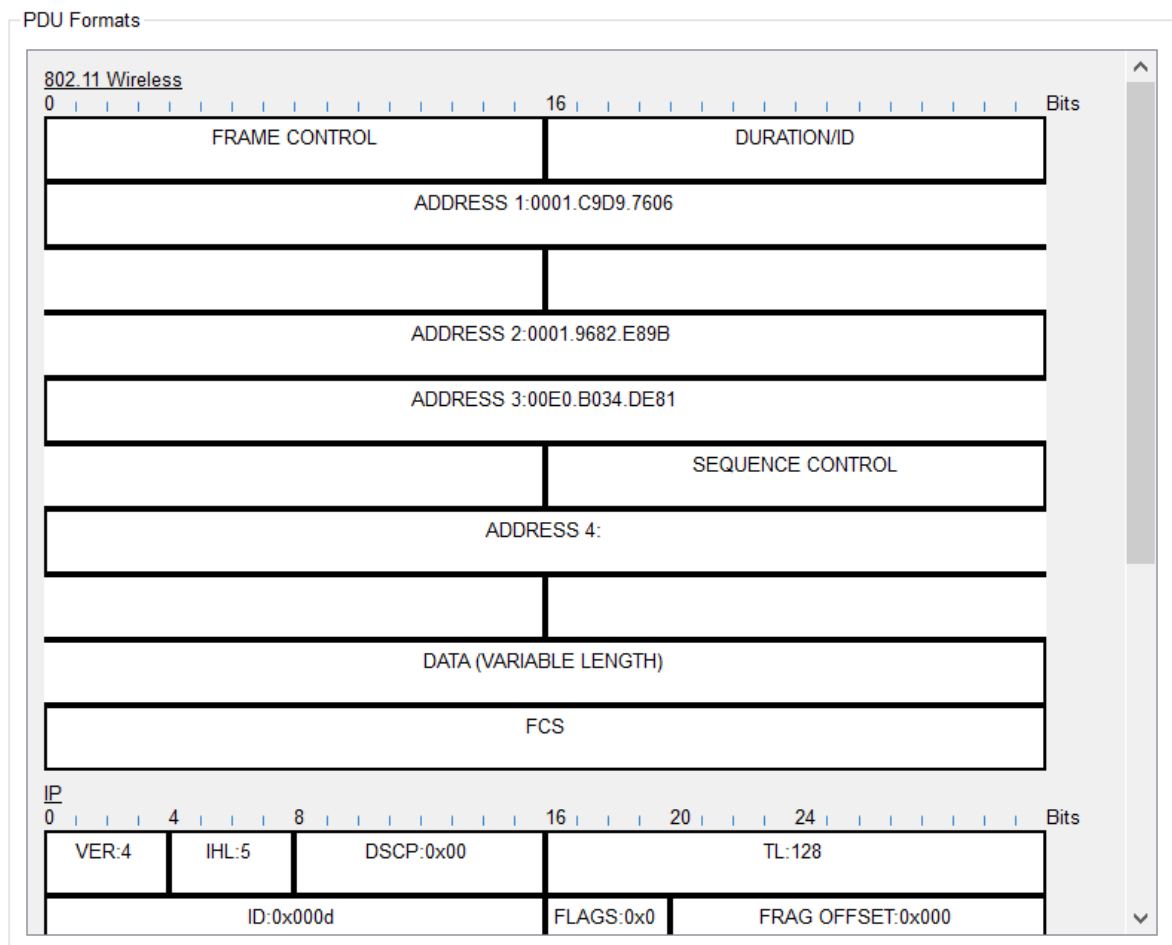 PDU Formats
802.11 Wireless
0 16 Bits
FRAME CONTROL DURATION/ID
ADDRESS 1:0001.C9D9.7606
ADDRESS 2:0001.9682.E89B
ADDRESS 3:00E0.B034.DE81
SEQUENCE CONTROL
ADDRESS 4:
DATA (VARIABLE LENGTH)
FCS
IP
0 4 8 16 20 24 Bits
VER:4 IHL:5 DSCP:0x00 TL:128
ID:0x000d FLAGS:0x0 FRAG OFFSET:0x000